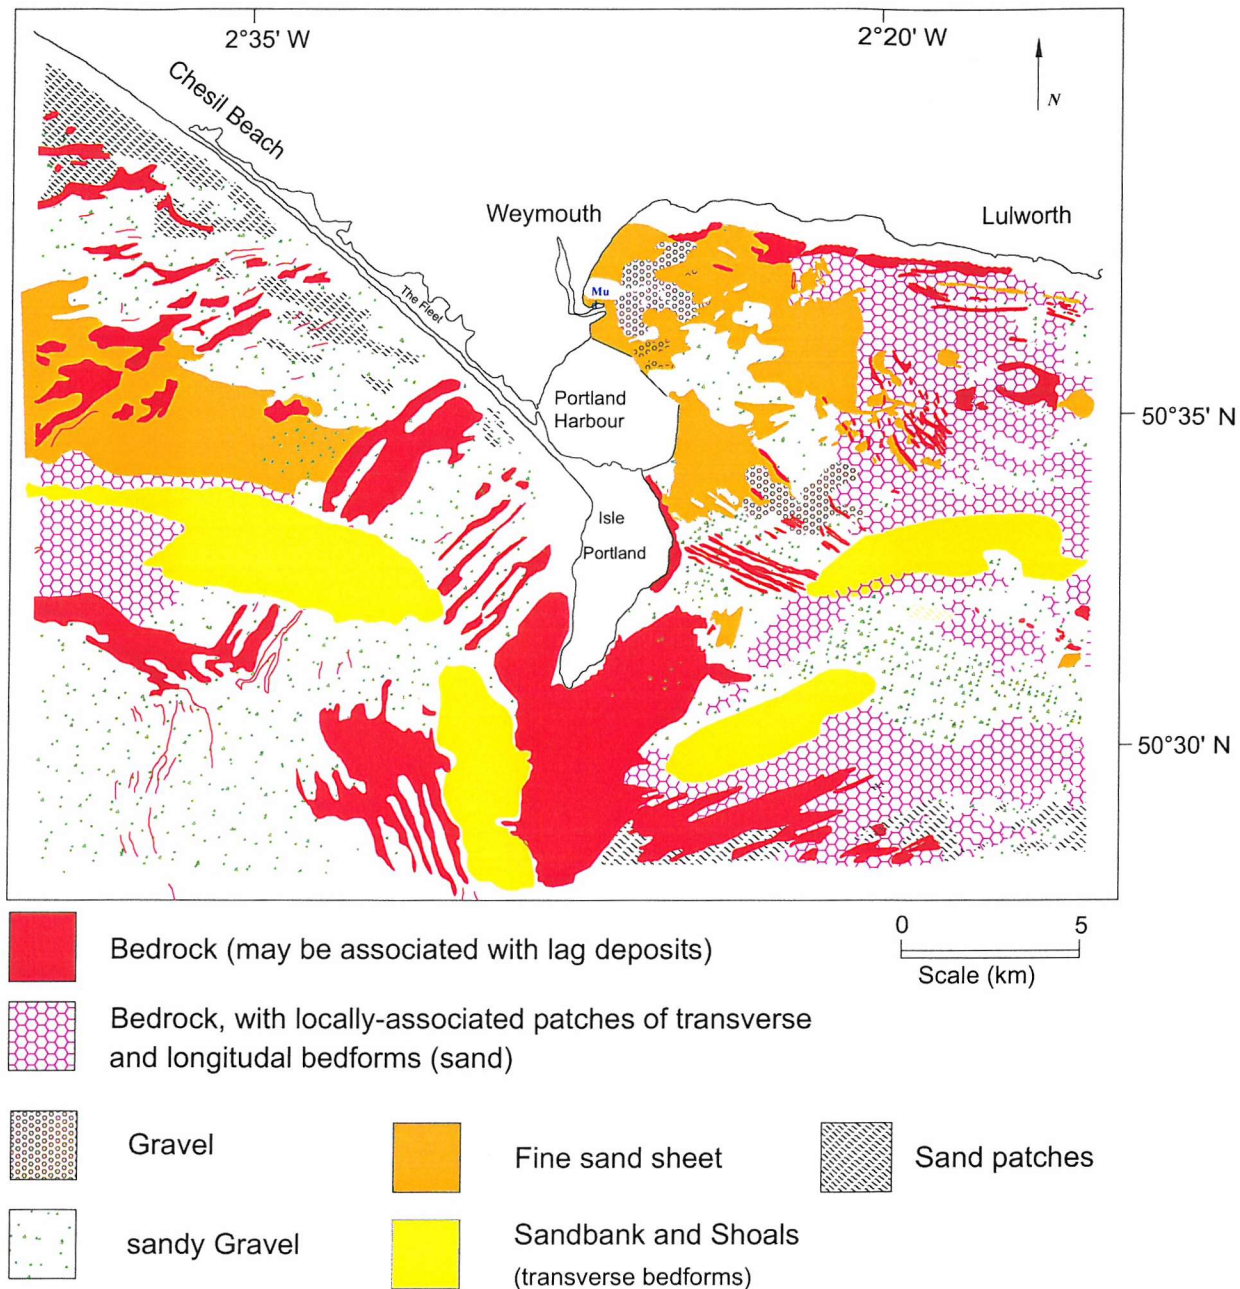 2°35' W
2°20' W
N
Chesil Beach
Weymouth
Lulworth
Mu
The Fleet
Portland
Harbour
50°35' N
Isle
Portland
50°30' N
Bedrock (may be associated with lag deposits)
0 5
Scale (km)
Bedrock, with locally-associated patches of transverse
and longitudal bedforms (sand)
Gravel
Fine sand sheet
Sand patches
sandy Gravel
Sandbank and Shoals
(transverse bedforms)